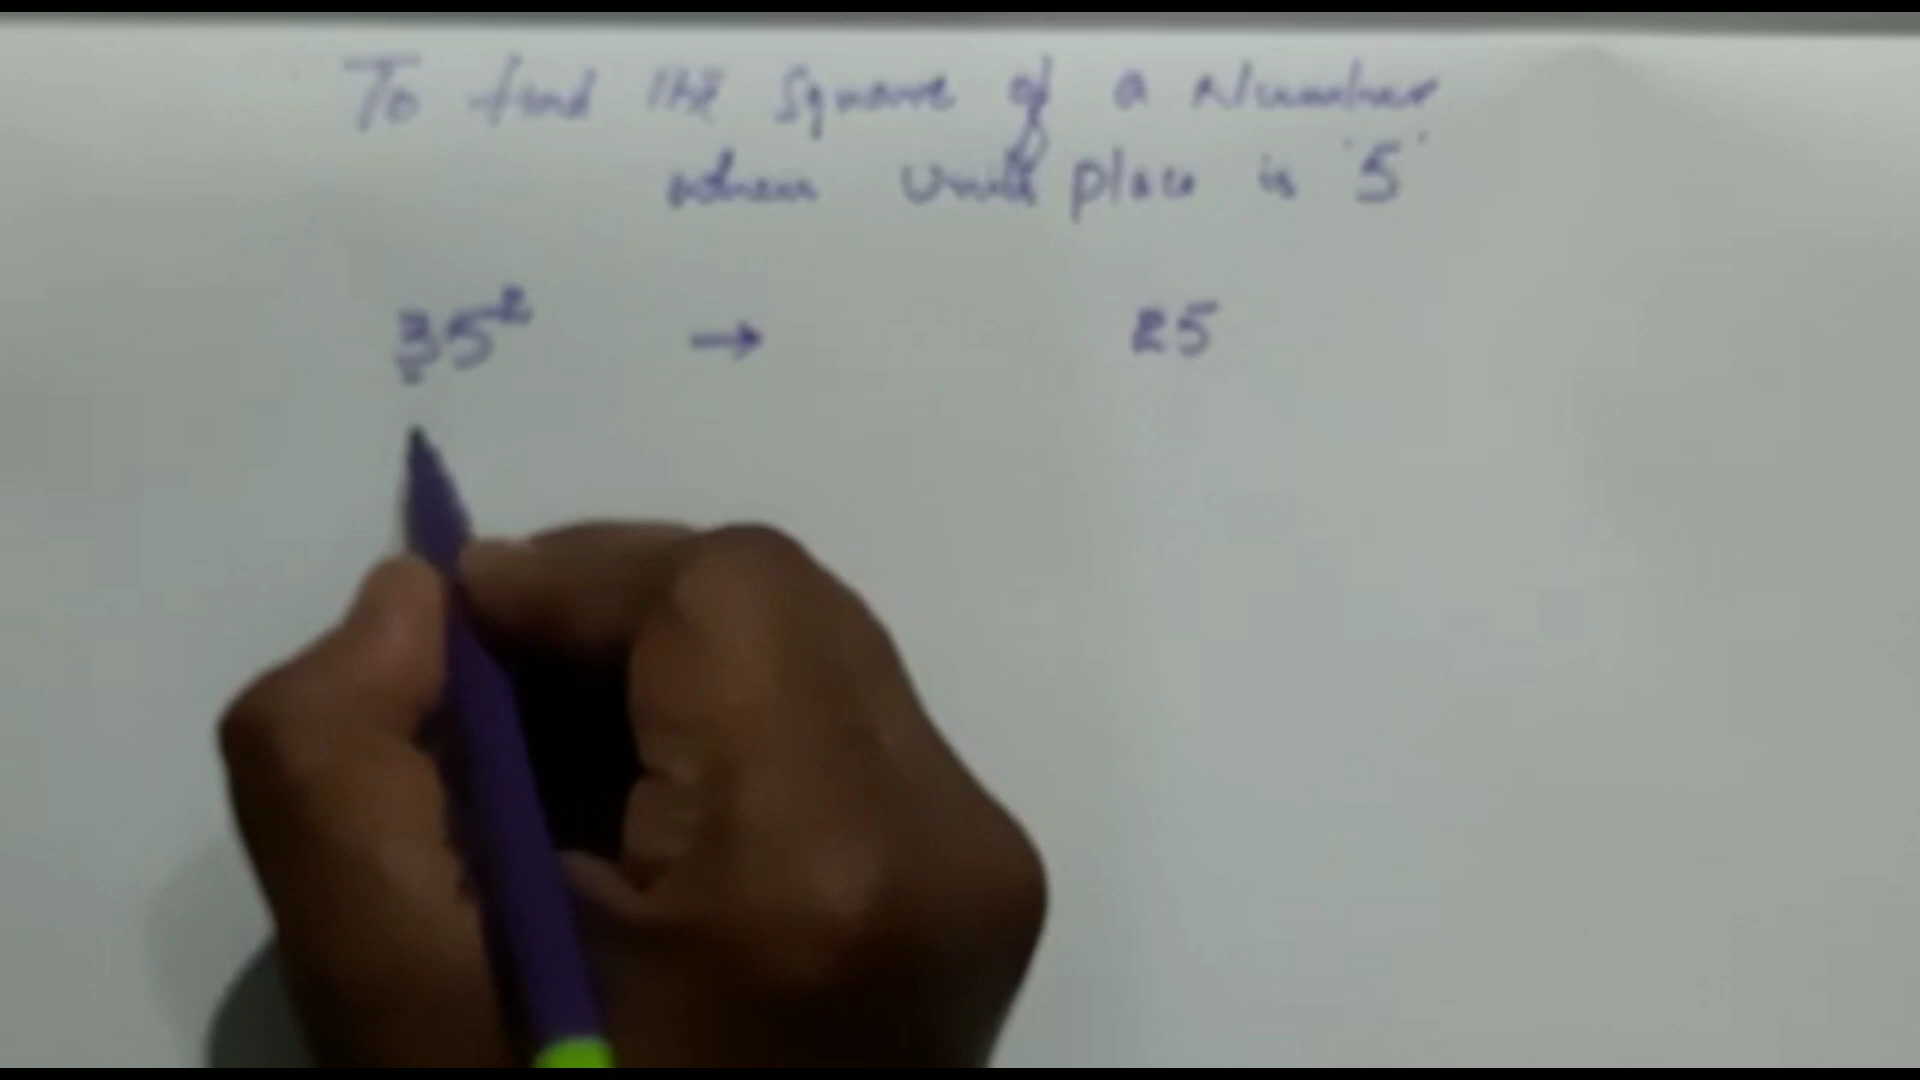 To find the Square of a Number
when Unit place is '5'
35² → 25